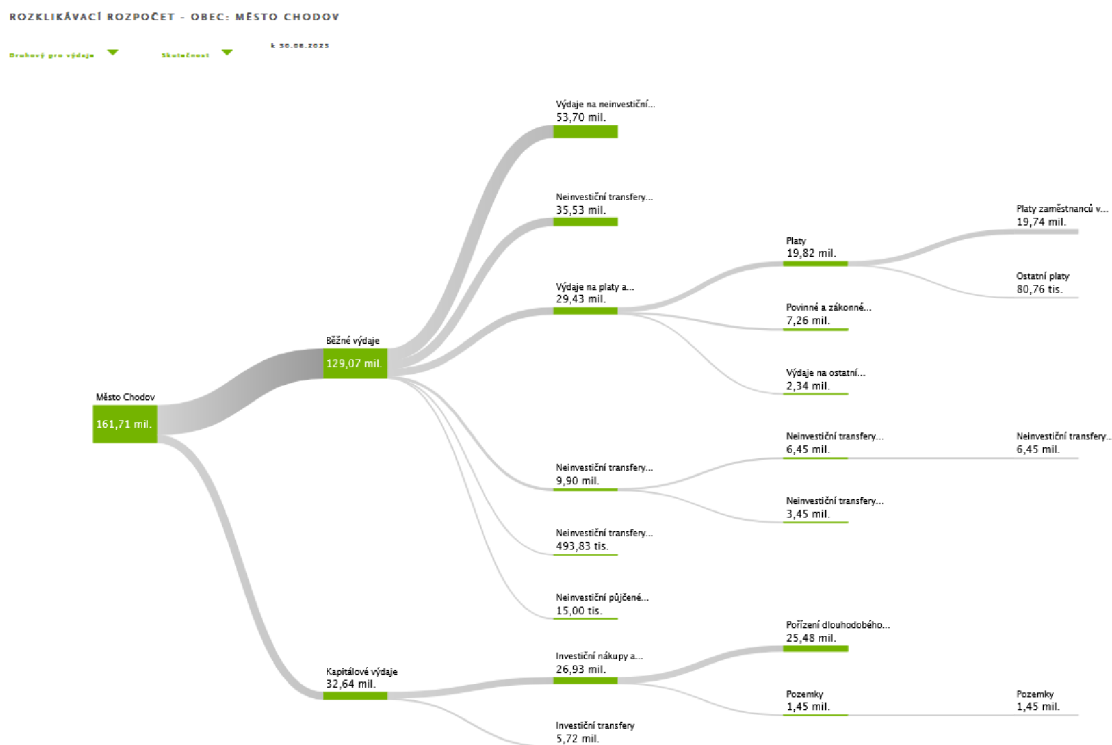 ROZKLIKÁVACÍ ROZPOČET - OBEC: MĚSTO CHODOV
Druhový pro výdaje
Skutečnost
k 30.06.2025
Město Chodov
161,71 mil.
Běžné výdaje
129,07 mil.
Kapitálové výdaje
32,64 mil.
Výdaje na neinvestiční...
53,70 mil.
Neinvestiční transfery...
35,53 mil.
Výdaje na platy a...
29,43 mil.
Neinvestiční transfery...
9,90 mil.
Neinvestiční transfery...
493,83 tis.
Neinvestiční půjčené...
15,00 tis.
Investiční nákupy a...
26,93 mil.
Investiční transfery
5,72 mil.
Platy
19,82 mil.
Povinné a zákonné...
7,26 mil.
Výdaje na ostatní...
2,34 mil.
Neinvestiční transfery...
6,45 mil.
Neinvestiční transfery...
3,45 mil.
Pořízení dlouhodobého...
25,48 mil.
Pozemky
1,45 mil.
Platy zaměstnanců v...
19,74 mil.
Ostatní platy
80,76 tis.
Neinvestiční transfery...
6,45 mil.
Pozemky
1,45 mil.